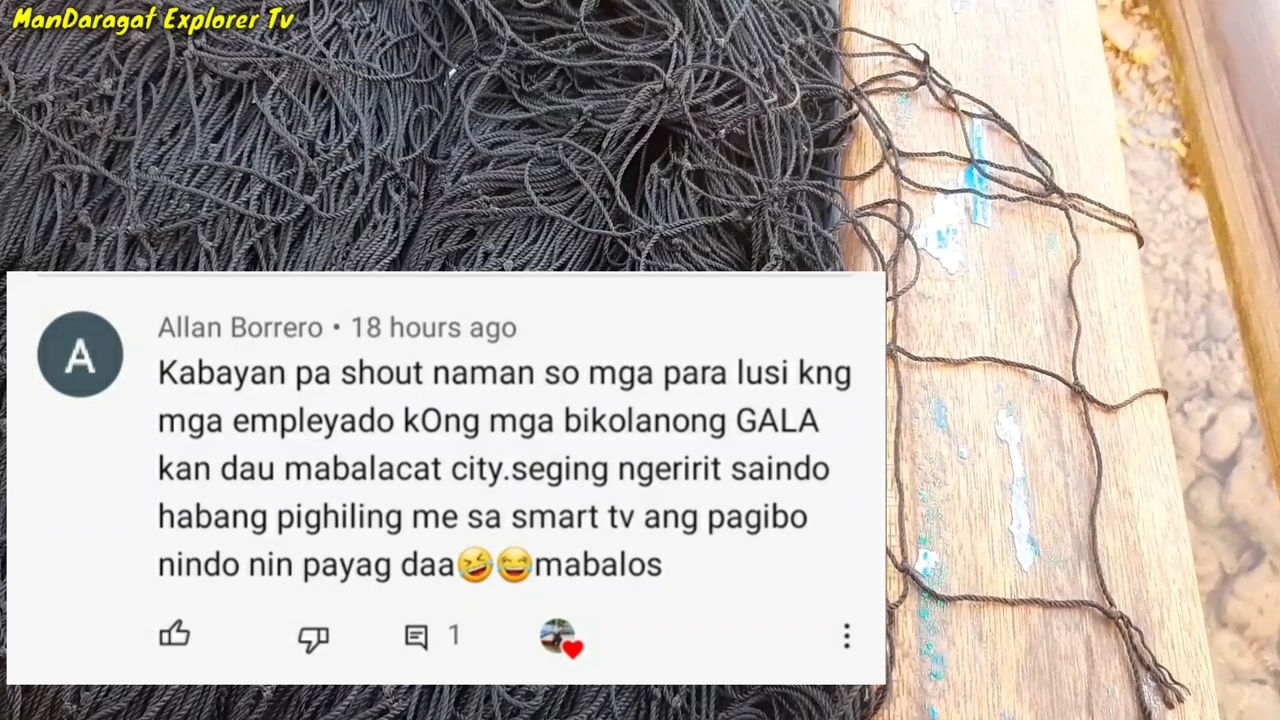 ManDaragat Explorer Tv
A
Allan Borrero • 18 hours ago
Kabayan pa shout naman so mga para lusi kng
mga empleyado kOng mga bikolanong GALA
kan dau mabalacat city.seging ngeririt saindo
habang pighiling me sa smart tv ang pagibo
nindo nin payag daa🤣😂mabalos
1